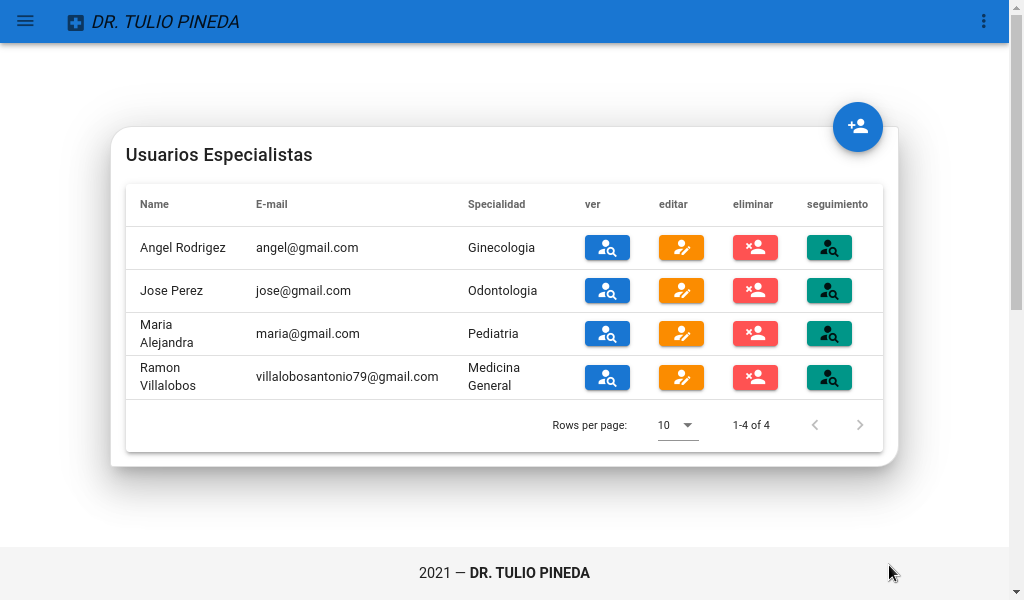 DR. TULIO PINEDA
Usuarios Especialistas
Name E-mail Specialidad ver editar eliminar seguimiento
Angel Rodrigez angel@gmail.com Ginecologia
Jose Perez jose@gmail.com Odontologia
Maria
Alejandra maria@gmail.com Pediatria
Ramon
Villalobos villalobosantonio79@gmail.com Medicina
General
Rows per page: 10 1-4 of 4
2021 — DR. TULIO PINEDA